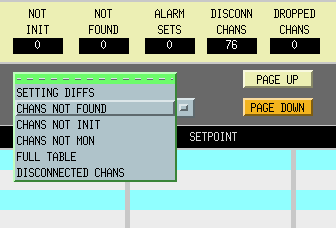 NOT NOT ALARM DISCONN DROPPED
INIT FOUND SETS CHANS CHANS
0 0 0 76 0
PAGE UP
SETTING DIFFS
CHANS NOT FOUND
PAGE DOWN
CHANS NOT INIT
CHANS NOT MON
SETPOINT
FULL TABLE
DISCONNECTED CHANS